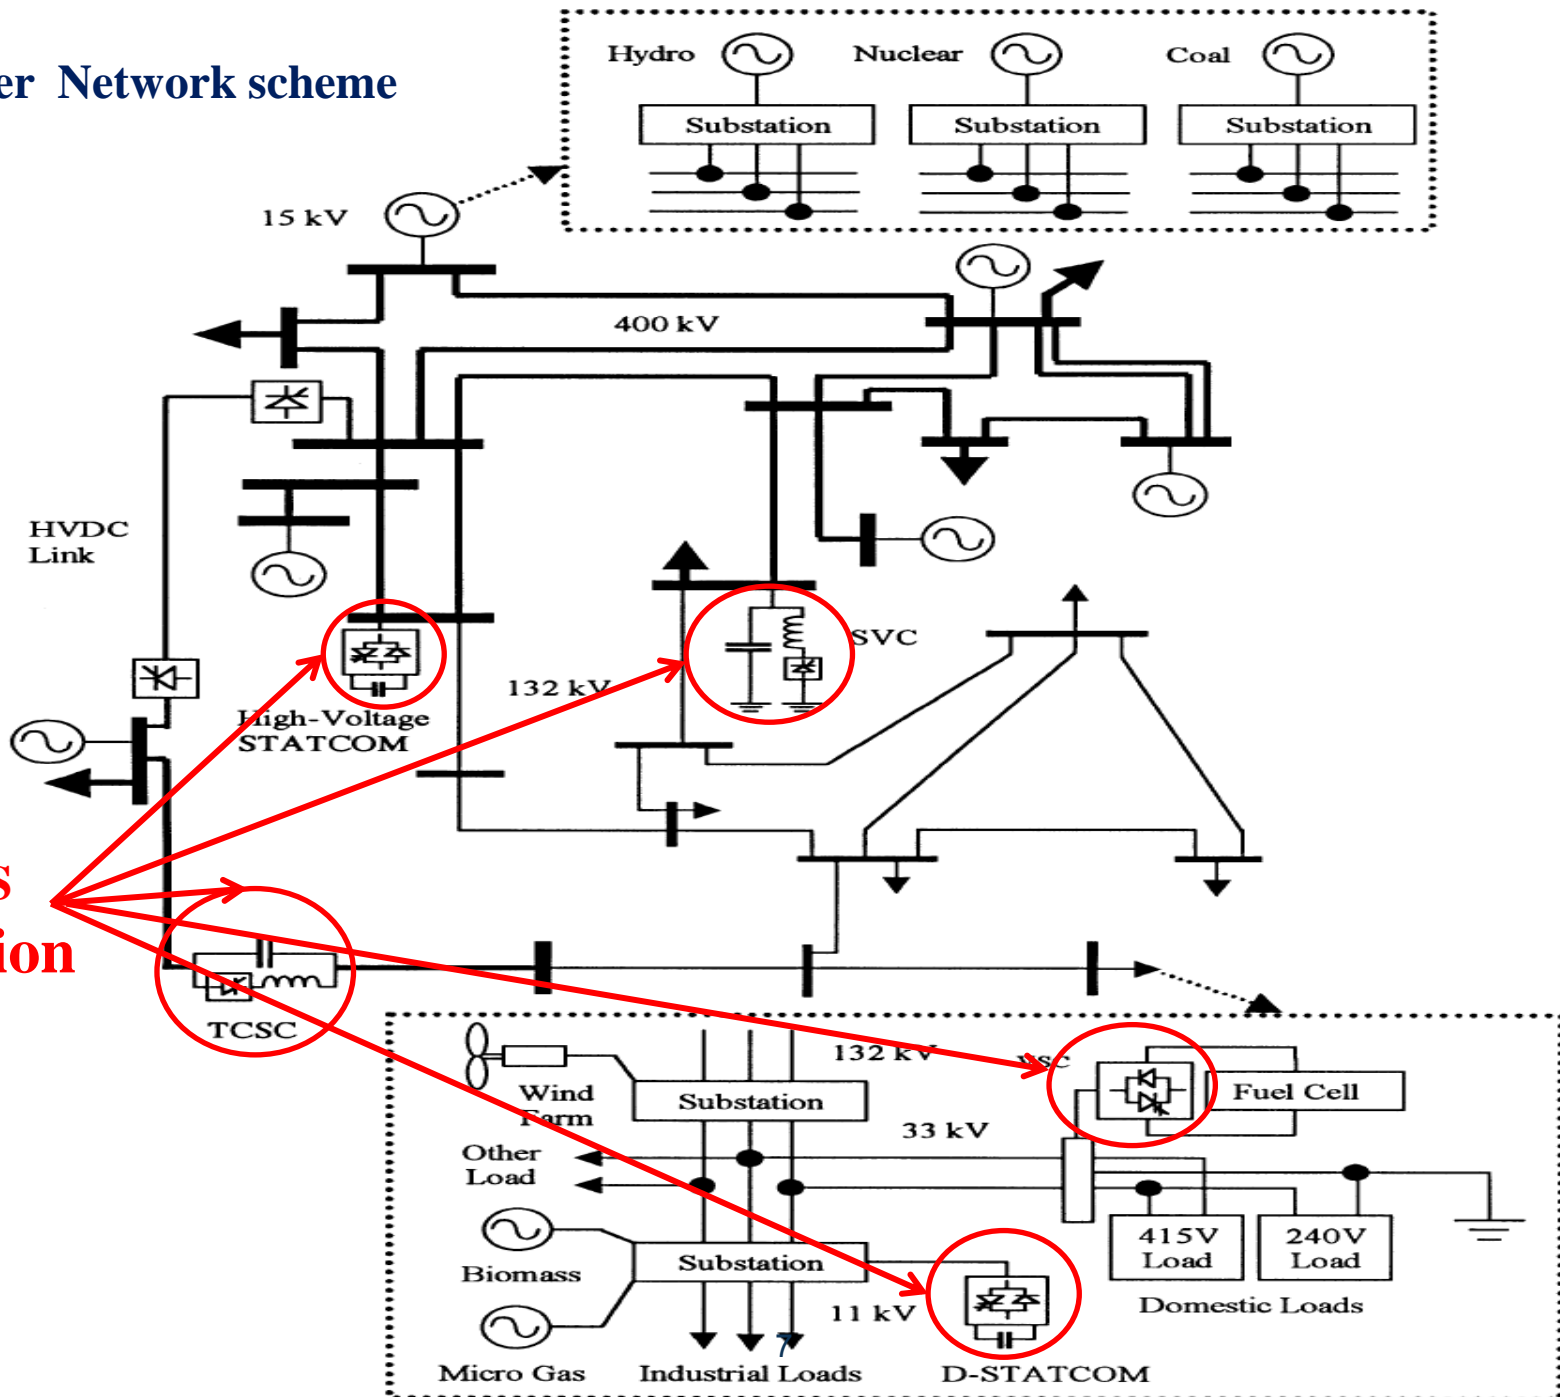 er Network scheme
Hydro
Nuclear
Coal
Substation
Substation
Substation
15 kV
400 kV
HVDC
Link
SVC
132 kV
High-Voltage
STATCOM
s
ion
TCSC
132 kV
VSC
Wind
Farm
Substation
Fuel Cell
33 kV
Other
Load
415V
Load
240V
Load
Substation
Biomass
11 kV
Domestic Loads
7
Micro Gas
Industrial Loads
D-STATCOM